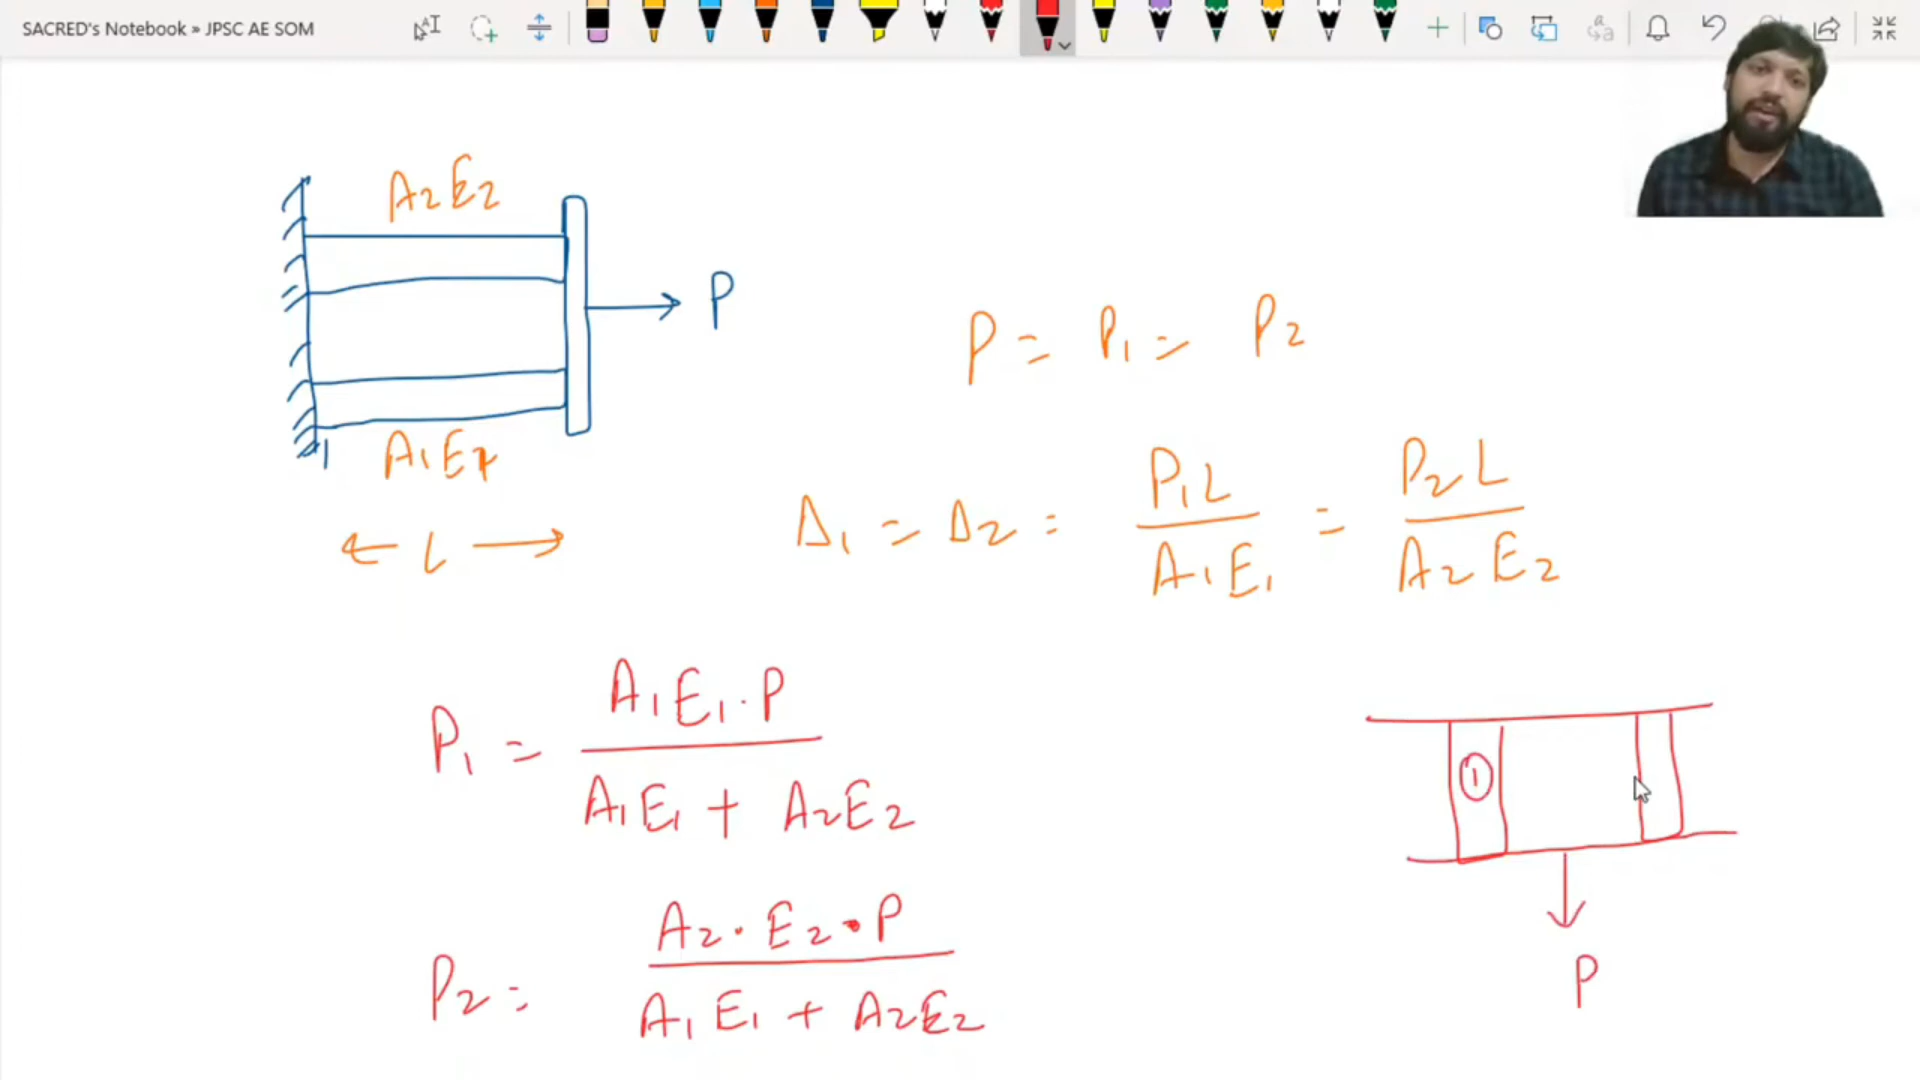 SACRED's Notebook » JPSC AE SOM
A2E2
P
A1E1
L
P = P1 = P2
Δ1 = Δ2 = P1L / A1E1 = P2L / A2E2
P1 = A1E1·P / A1E1 + A2E2
P2 = A2·E2·P / A1E1 + A2E2
1
P